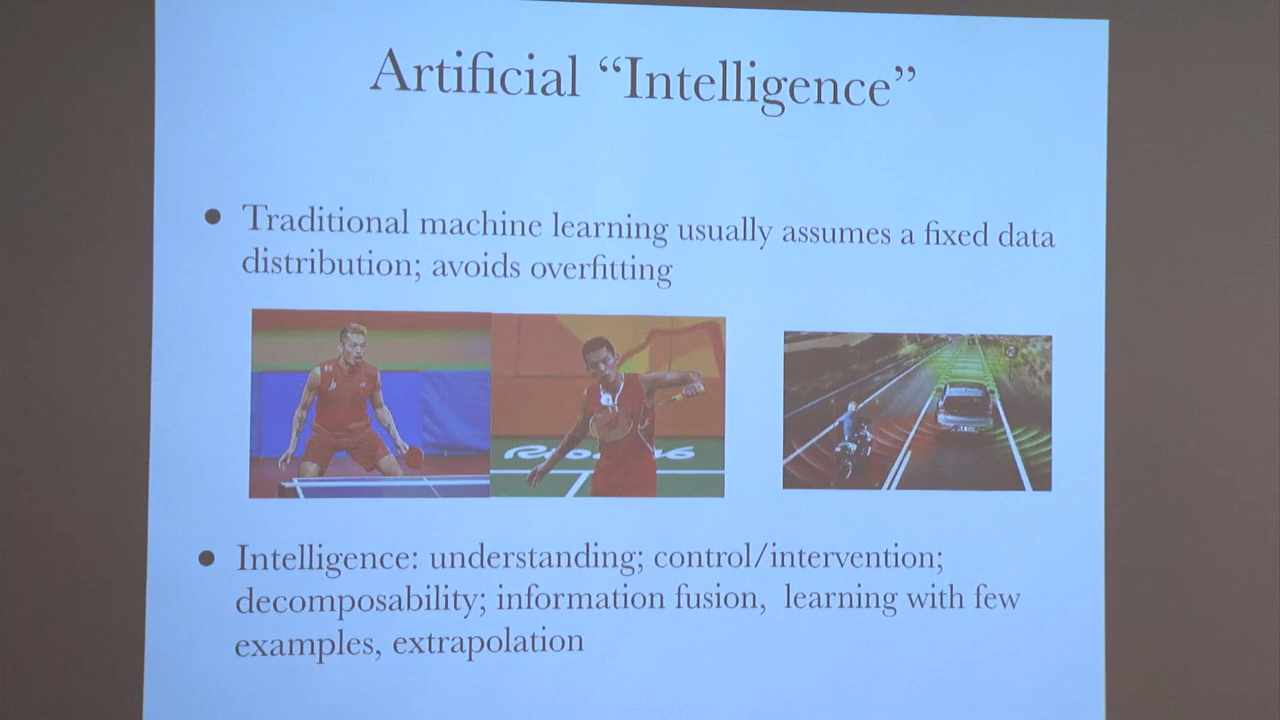 Artificial “Intelligence”
Traditional machine learning usually assumes a fixed data
distribution; avoids overfitting
Intelligence: understanding; control/intervention;
decomposability; information fusion, learning with few
examples, extrapolation